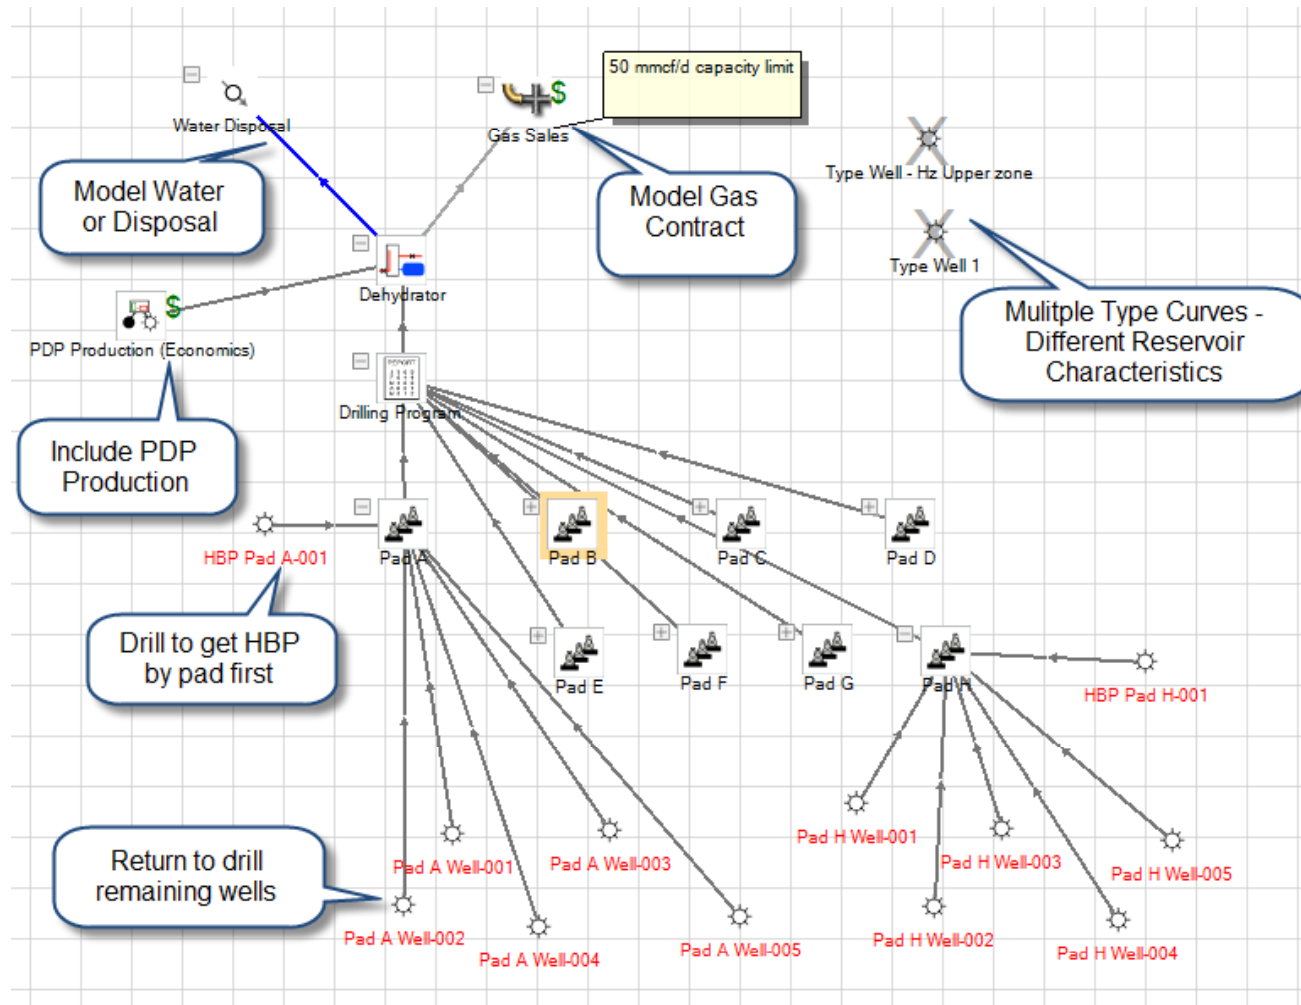 50 mmcf/d capacity limit
Water Disposal
$
Gas Sales
Model Water
or Disposal
Model Gas
Contract
Type Well - Hz Upper zone
Type Well 1
Mulitple Type Curves -
Different Reservoir
Characteristics
Dehydrator
$
PDP Production (Economics)
Include PDP
Production
REPORT
Drilling Program
HBP Pad A-001
Pad A
Pad B
Pad C
Pad D
Drill to get HBP
by pad first
Pad E
Pad F
Pad G
Pad H
HBP Pad H-001
Return to drill
remaining wells
Pad A Well-001
Pad A Well-003
Pad A Well-002
Pad A Well-004
Pad A Well-005
Pad H Well-001
Pad H Well-003
Pad H Well-005
Pad H Well-002
Pad H Well-004